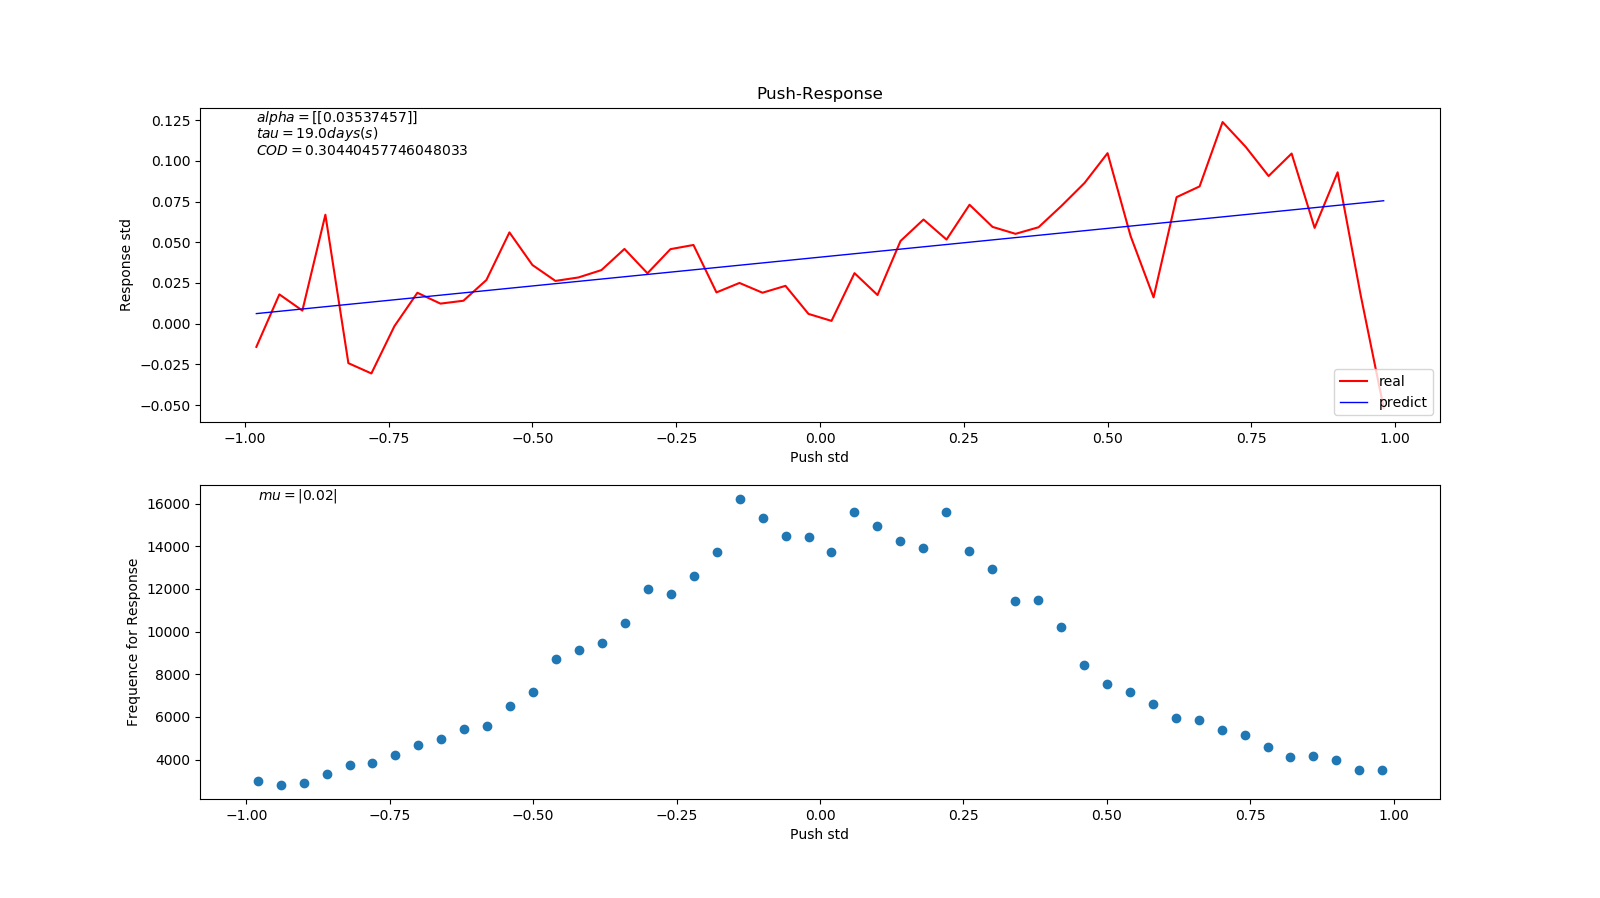 Push-Response
alpha = [[0.03537457]]
tau = 19.0days(s)
COD = 0.30440457746048033
0.125
0.100
0.075
0.050
0.025
0.000
−0.025
−0.050
Response std
real
predict
−1.00 −0.75 −0.50 −0.25 0.00 0.25 0.50 0.75 1.00
Push std
mu = |0.02|
16000
14000
12000
10000
8000
6000
4000
Frequence for Response
−1.00 −0.75 −0.50 −0.25 0.00 0.25 0.50 0.75 1.00
Push std